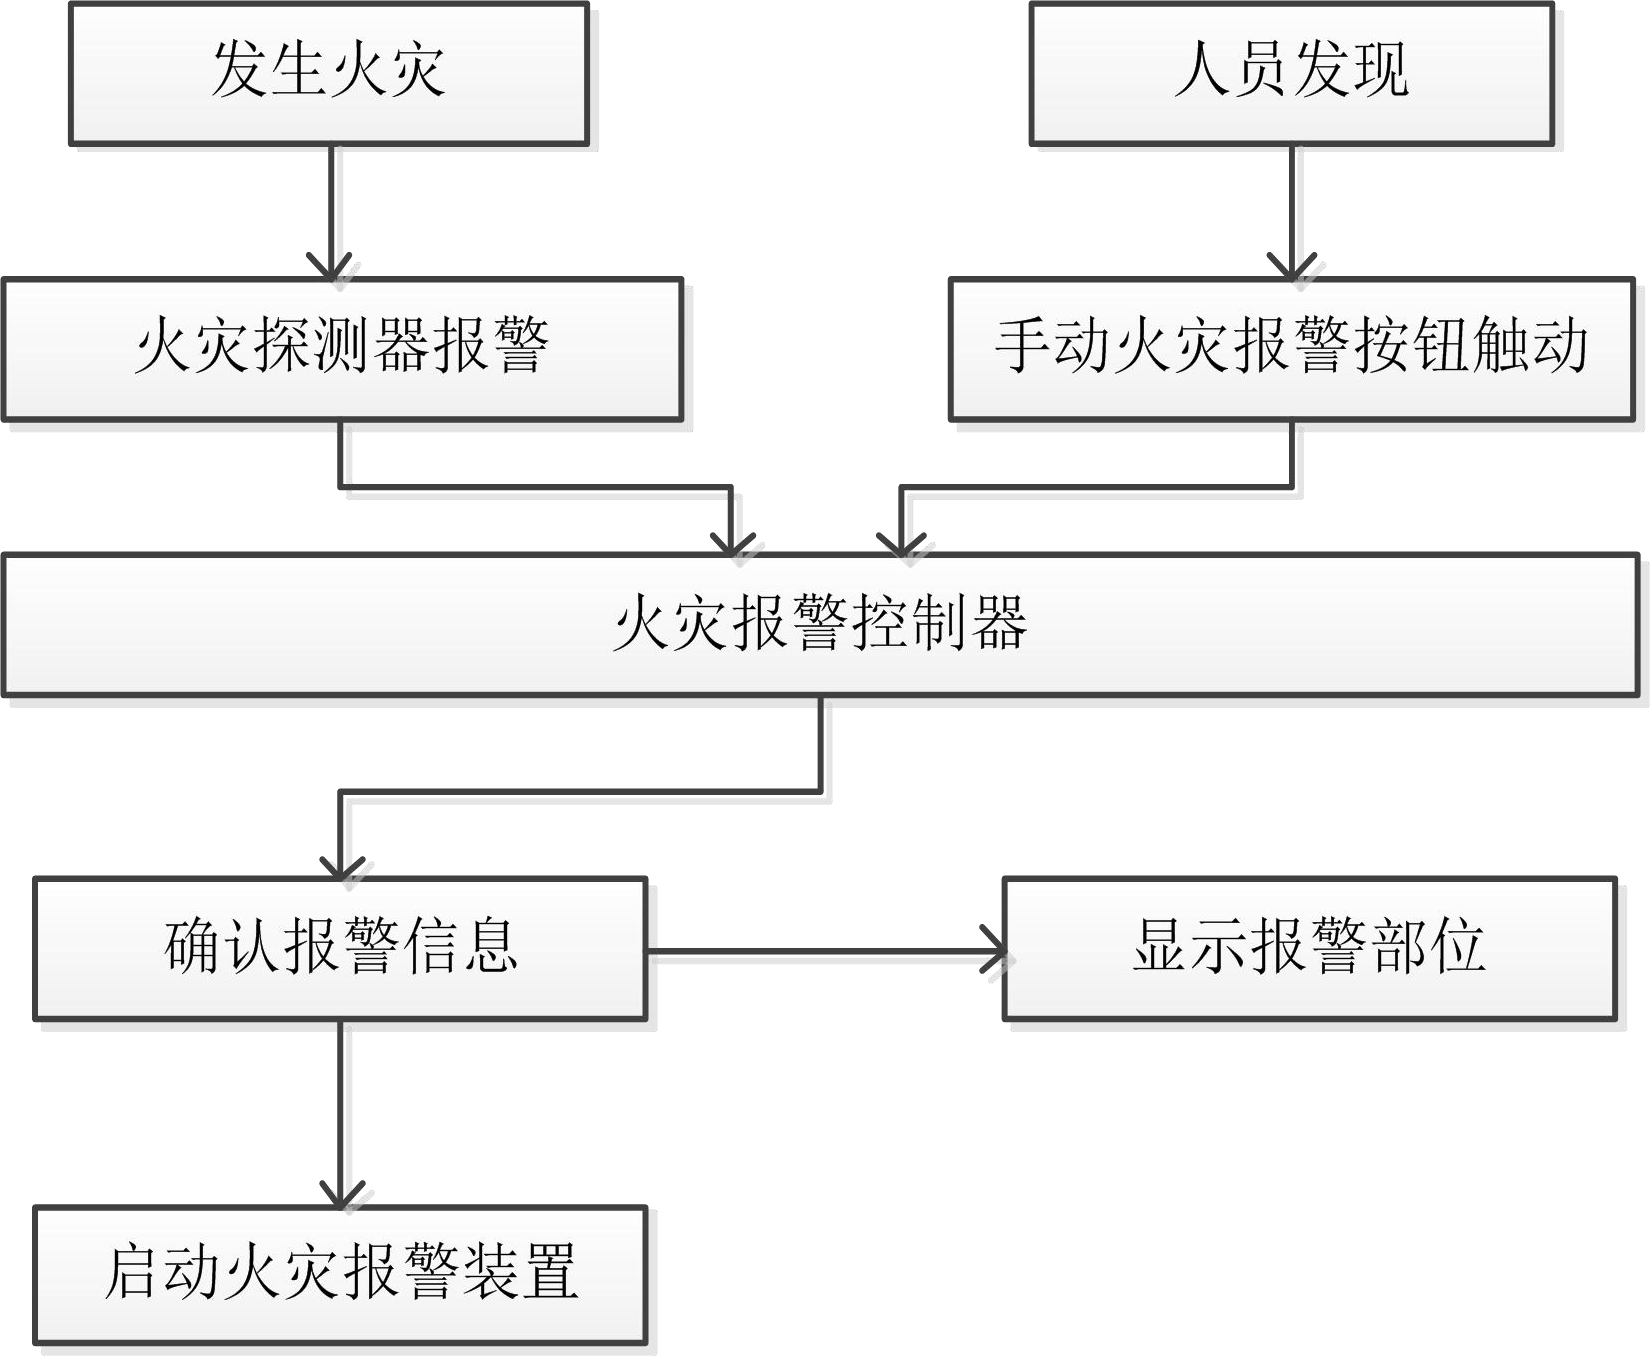 发生火灾
人员发现
火灾探测器报警
手动火灾报警按钮触动
火灾报警控制器
确认报警信息
显示报警部位
启动火灾报警装置